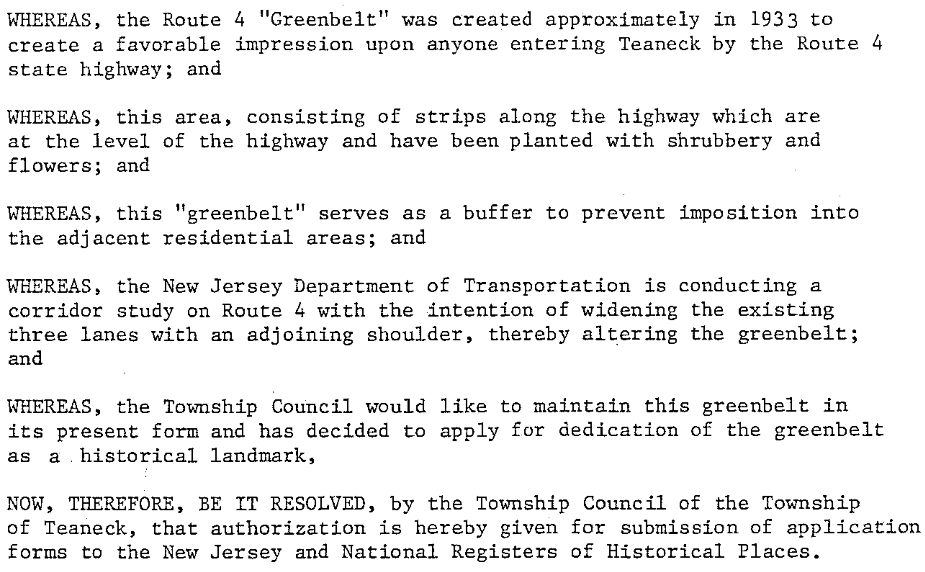 WHEREAS, the Route 4 "Greenbelt" was created approximately in 1933 to
create a favorable impression upon anyone entering Teaneck by the Route 4
state highway; and
WHEREAS, this area, consisting of strips along the highway which are
at the level of the highway and have been planted with shrubbery and
flowers; and
WHEREAS, this "greenbelt" serves as a buffer to prevent imposition into
the adjacent residential areas; and
WHEREAS, the New Jersey Department of Transportation is conducting a
corridor study on Route 4 with the intention of widening the existing
three lanes with an adjoining shoulder, thereby altering the greenbelt;
and
WHEREAS, the Township Council would like to maintain this greenbelt in
its present form and has decided to apply for dedication of the greenbelt
as a historical landmark,
NOW, THEREFORE, BE IT RESOLVED, by the Township Council of the Township
of Teaneck, that authorization is hereby given for submission of application
forms to the New Jersey and National Registers of Historical Places.